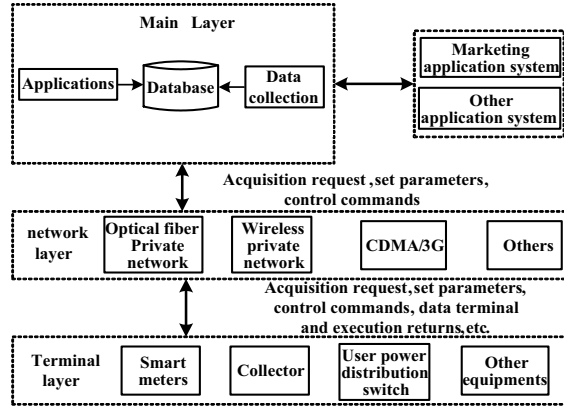 Main Layer
Applications
Database
Data
collection
Marketing
application system
Other
application system
Acquisition request ,set parameters,
control commands
network
layer
Optical fiber
Private
network
Wireless
private
network
CDMA/3G
Others
Acquisition request,set parameters,
control commands, data terminal
and execution returns,etc.
Terminal
layer
Smart
meters
Collector
User power
distribution
switch
Other
equipments